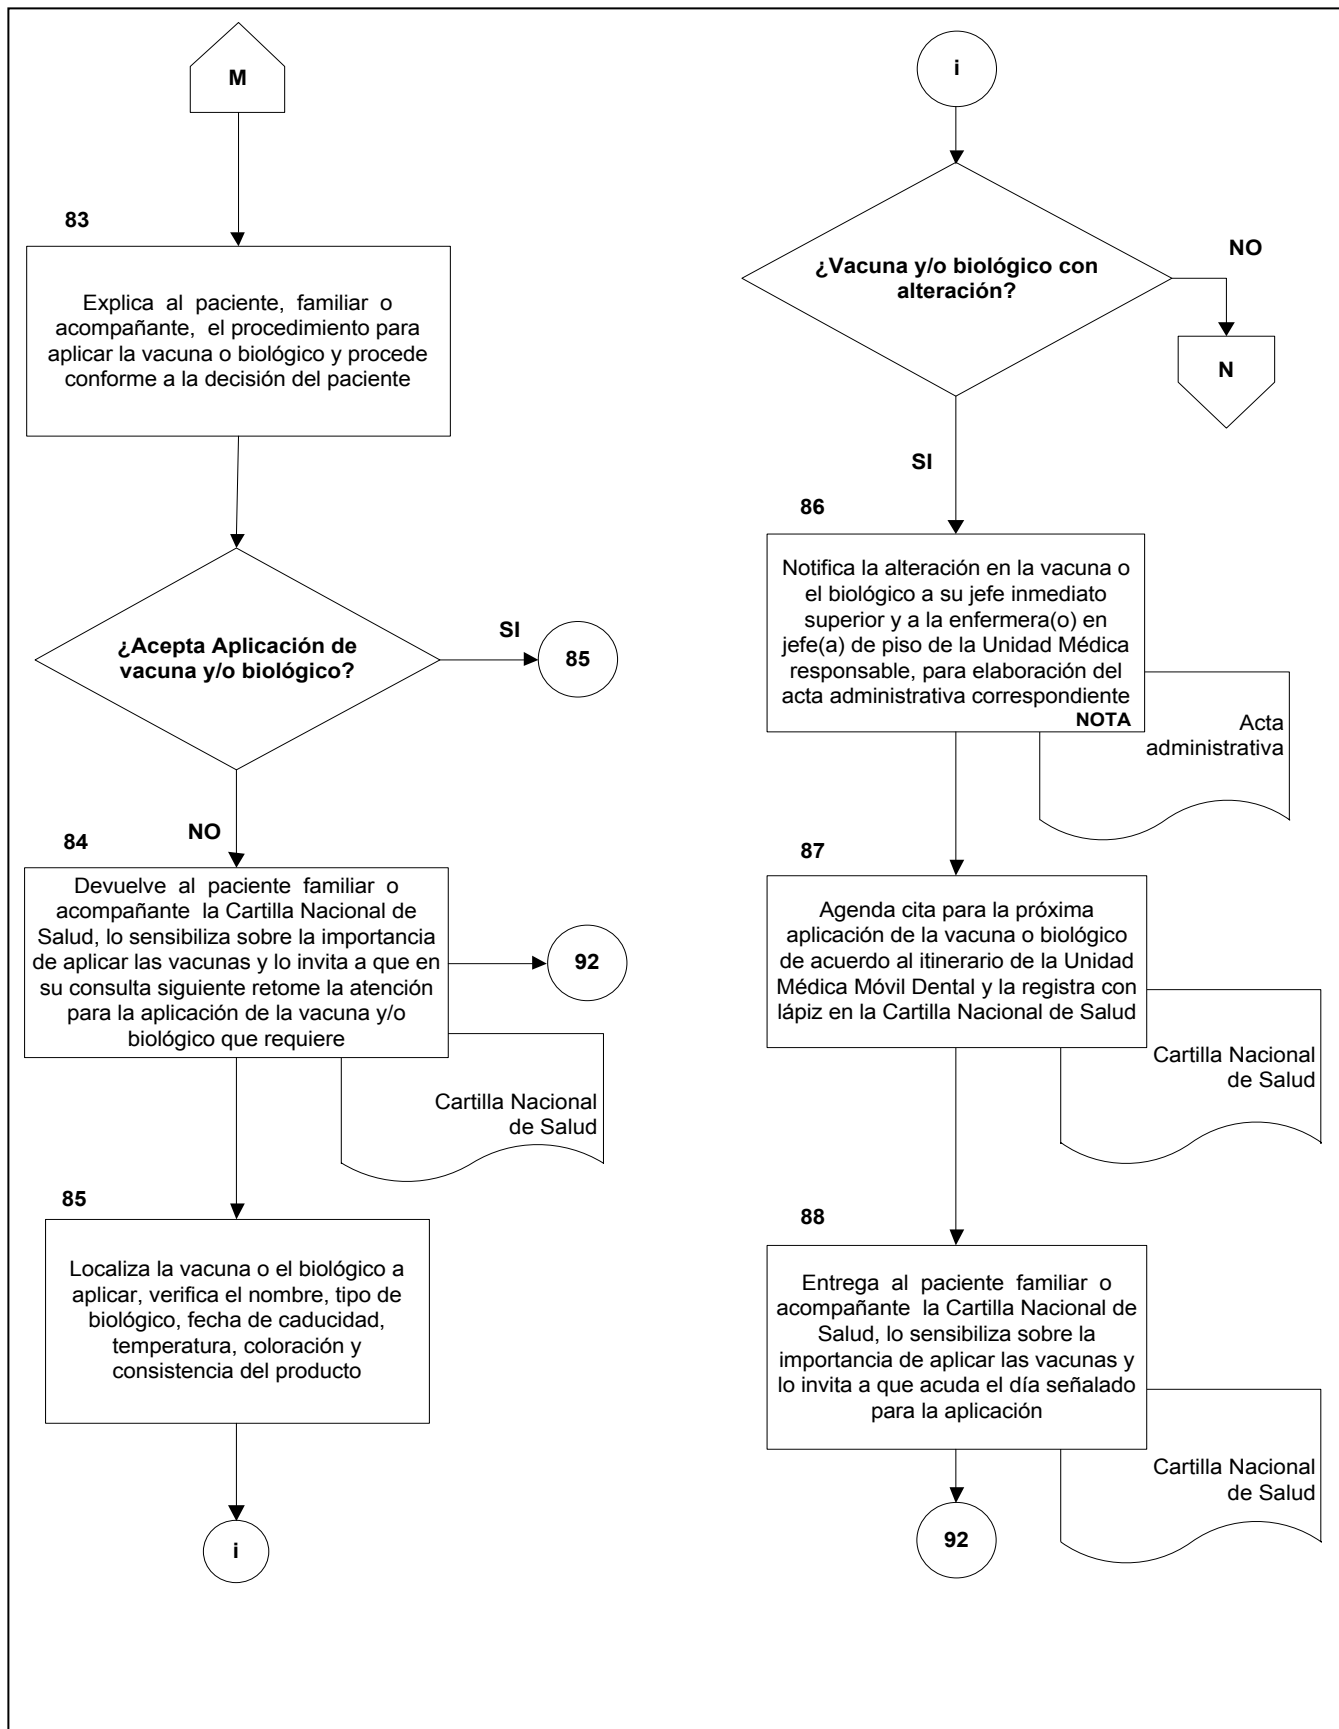 M
83
Explica al paciente, familiar o
acompañante, el procedimiento para
aplicar la vacuna o biológico y procede
conforme a la decisión del paciente
¿Acepta Aplicación de
vacuna y/o biológico?
SI
85
NO
84
Devuelve al paciente familiar o
acompañante la Cartilla Nacional de
Salud, lo sensibiliza sobre la importancia
de aplicar las vacunas y lo invita a que en
su consulta siguiente retome la atención
para la aplicación de la vacuna y/o
biológico que requiere
92
Cartilla Nacional
de Salud
85
Localiza la vacuna o el biológico a
aplicar, verifica el nombre, tipo de
biológico, fecha de caducidad,
temperatura, coloración y
consistencia del producto
i
i
¿Vacuna y/o biológico con
alteración?
NO
N
SI
86
Notifica la alteración en la vacuna o
el biológico a su jefe inmediato
superior y a la enfermera(o) en
jefe(a) de piso de la Unidad Médica
responsable, para elaboración del
acta administrativa correspondiente
NOTA
Acta
administrativa
87
Agenda cita para la próxima
aplicación de la vacuna o biológico
de acuerdo al itinerario de la Unidad
Médica Móvil Dental y la registra con
lápiz en la Cartilla Nacional de Salud
Cartilla Nacional
de Salud
88
Entrega al paciente familiar o
acompañante la Cartilla Nacional de
Salud, lo sensibiliza sobre la
importancia de aplicar las vacunas y
lo invita a que acuda el día señalado
para la aplicación
Cartilla Nacional
de Salud
92